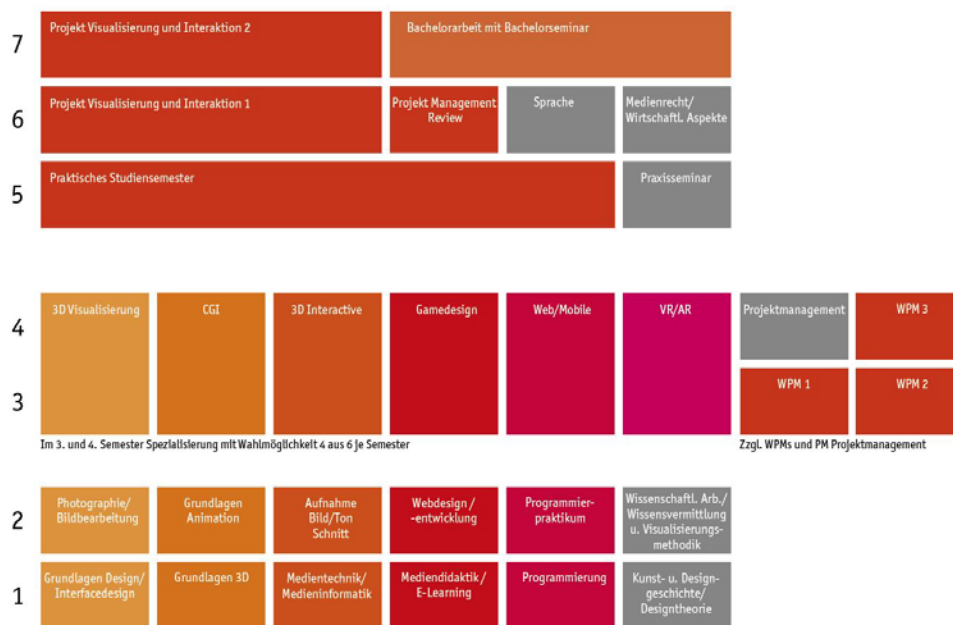 7
Projekt Visualisierung und Interaktion 2
Bachelorarbeit mit Bachelorseminar
6
Projekt Visualisierung und Interaktion 1
Projekt Management
Review
Sprache
Medienrecht/
Wirtschaftl. Aspekte
5
Praktisches Studiensemester
Praxisseminar
4
3D Visualisierung
CGI
3D Interactive
Gamedesign
Web/Mobile
VR/AR
Projektmanagement
WPM 3
3
WPM 1
WPM 2
Im 3. und 4. Semester Spezialisierung mit Wahlmöglichkeit 4 aus 6 je Semester
Zzgl. WPMs und PM Projektmanagement
2
Photographie/
Bildbearbeitung
Grundlagen
Animation
Aufnahme
Bild/Ton
Schnitt
Webdesign /
-entwicklung
Programmier-
praktikum
Wissenschaftl. Arb./
Wissensvermittlung
u. Visualisierungs-
methodik
1
Grundlagen Design/
Interfacedesign
Grundlagen 3D
Medientechnik/
Medieninformatik
Mediendidaktik/
E-Learning
Programmierung
Kunst- u. Design-
geschichte/
Designtheorie